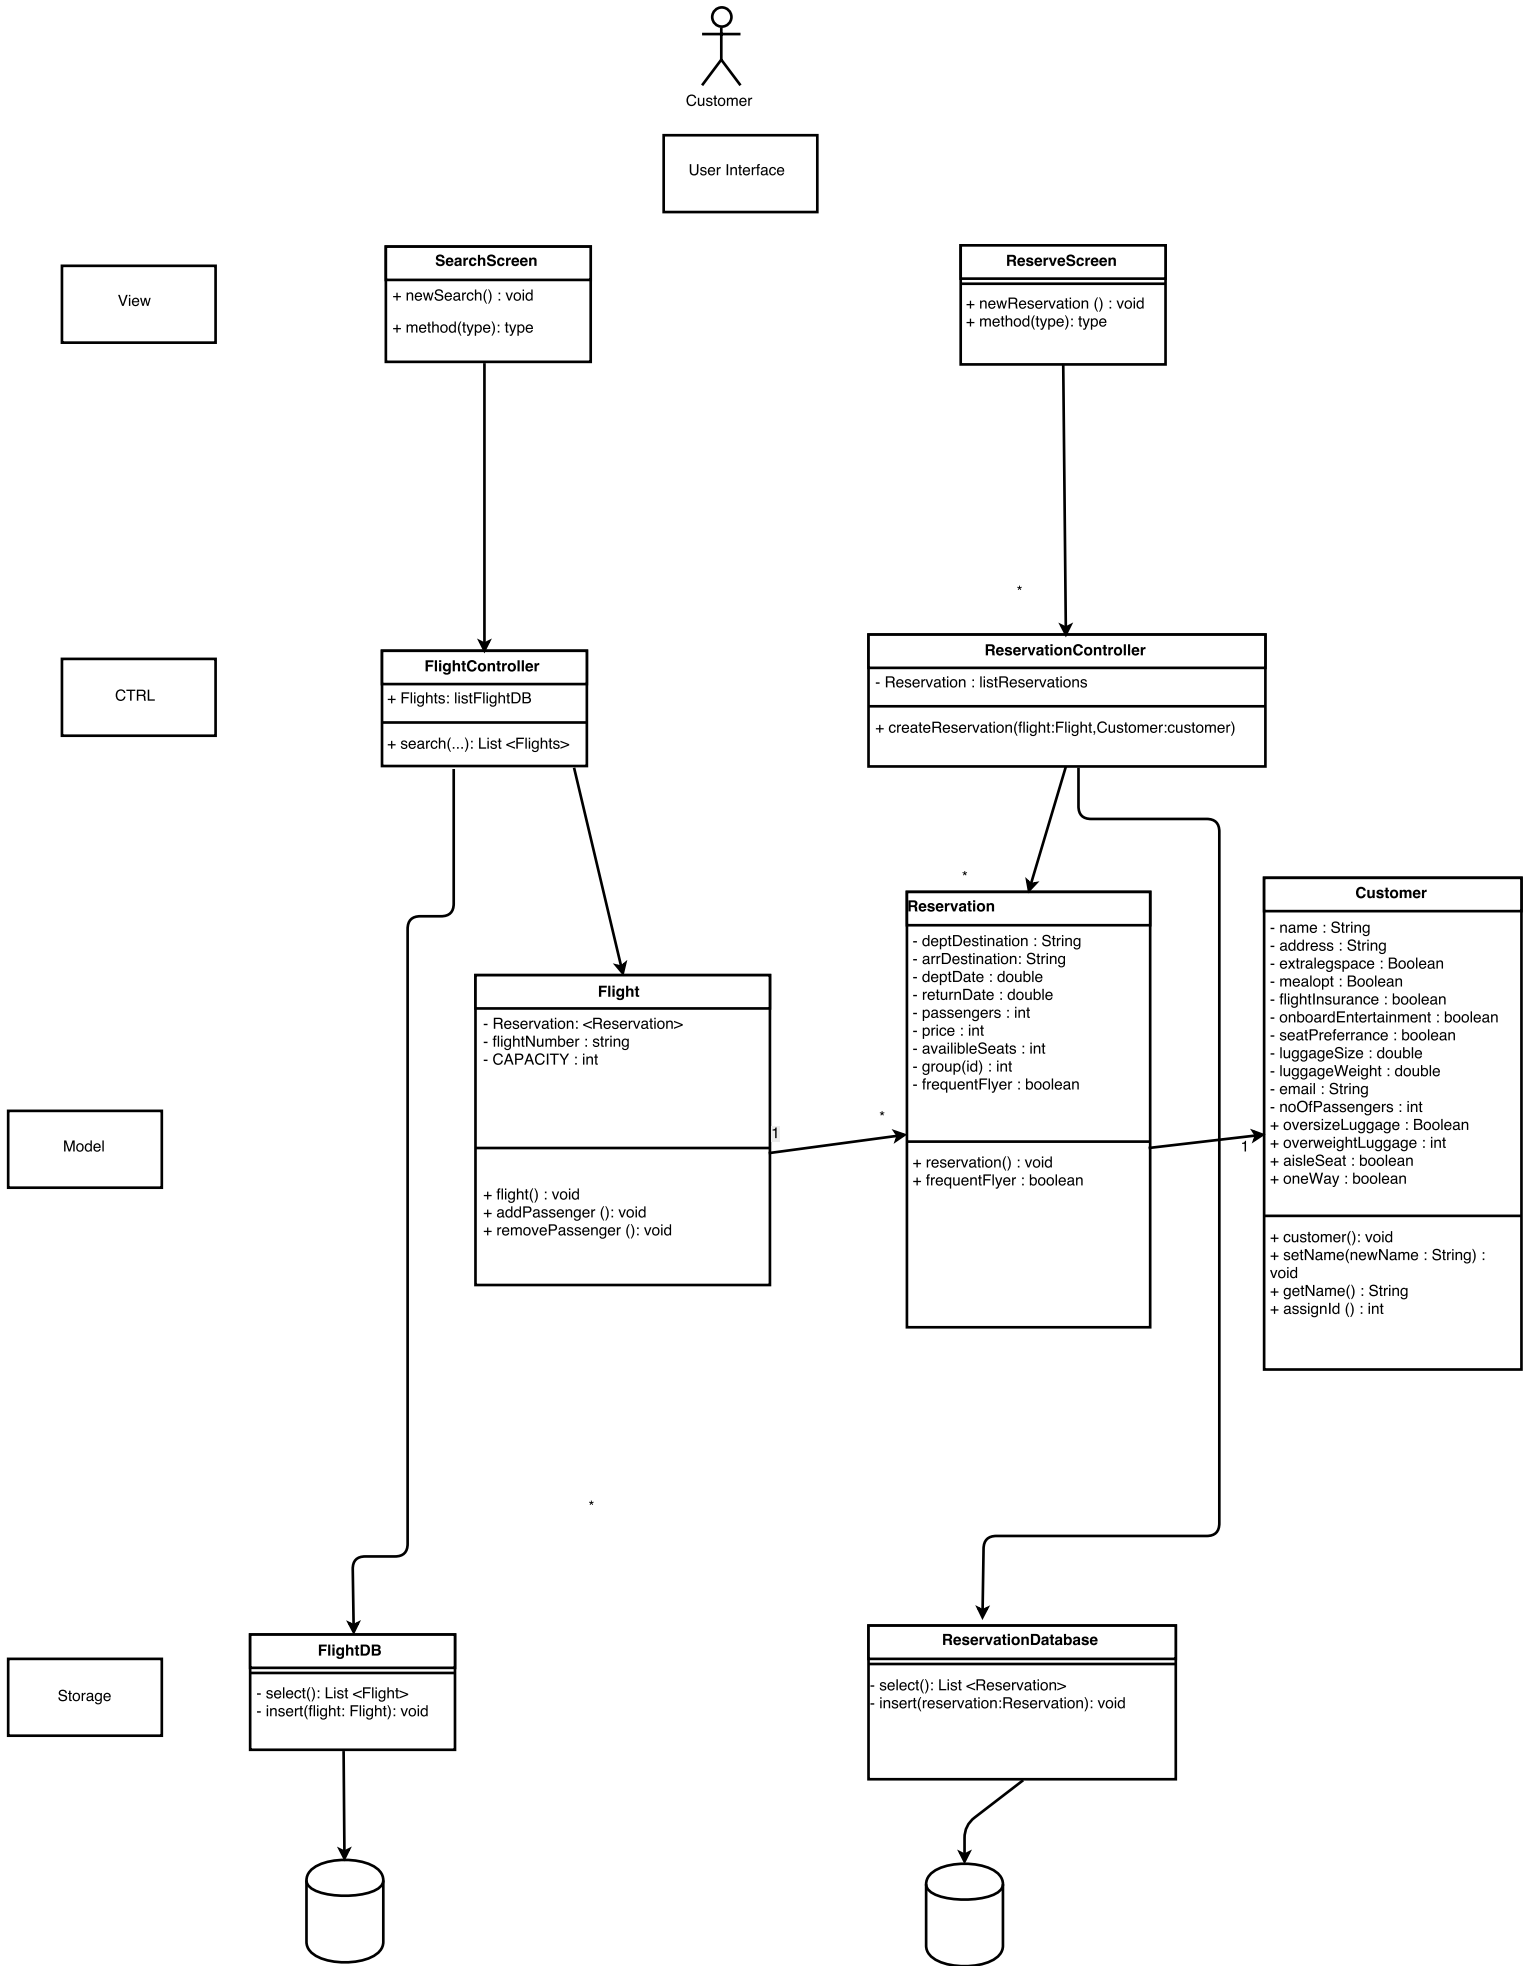 Customer
User Interface
View
SearchScreen
+ newSearch() : void
+ method(type): type
ReserveScreen
+ newReservation () : void
+ method(type): type
*
CTRL
FlightController
+ Flights: listFlightDB
+ search(...): List <Flights>
ReservationController
- Reservation : listReservations
+ createReservation(flight:Flight,Customer:customer)
*
Model
Flight
- Reservation: <Reservation>
- flightNumber : string
- CAPACITY : int
+ flight() : void
+ addPassenger (): void
+ removePassenger (): void
1
*
Reservation
- deptDestination : String
- arrDestination: String
- deptDate : double
- returnDate : double
- passengers : int
- price : int
- availibleSeats : int
- group(id) : int
- frequentFlyer : boolean
+ reservation() : void
+ frequentFlyer : boolean
1
Customer
- name : String
- address : String
- extralegspace : Boolean
- mealopt : Boolean
- flightInsurance : boolean
- onboardEntertainment : boolean
- seatPreferrance : boolean
- luggageSize : double
- luggageWeight : double
- email : String
- noOfPassengers : int
+ oversizeLuggage : Boolean
+ overweightLuggage : int
+ aisleSeat : boolean
+ oneWay : boolean
+ customer(): void
+ setName(newName : String) :
void
+ getName() : String
+ assignId () : int
*
Storage
FlightDB
- select(): List <Flight>
- insert(flight: Flight): void
ReservationDatabase
- select(): List <Reservation>
- insert(reservation:Reservation): void